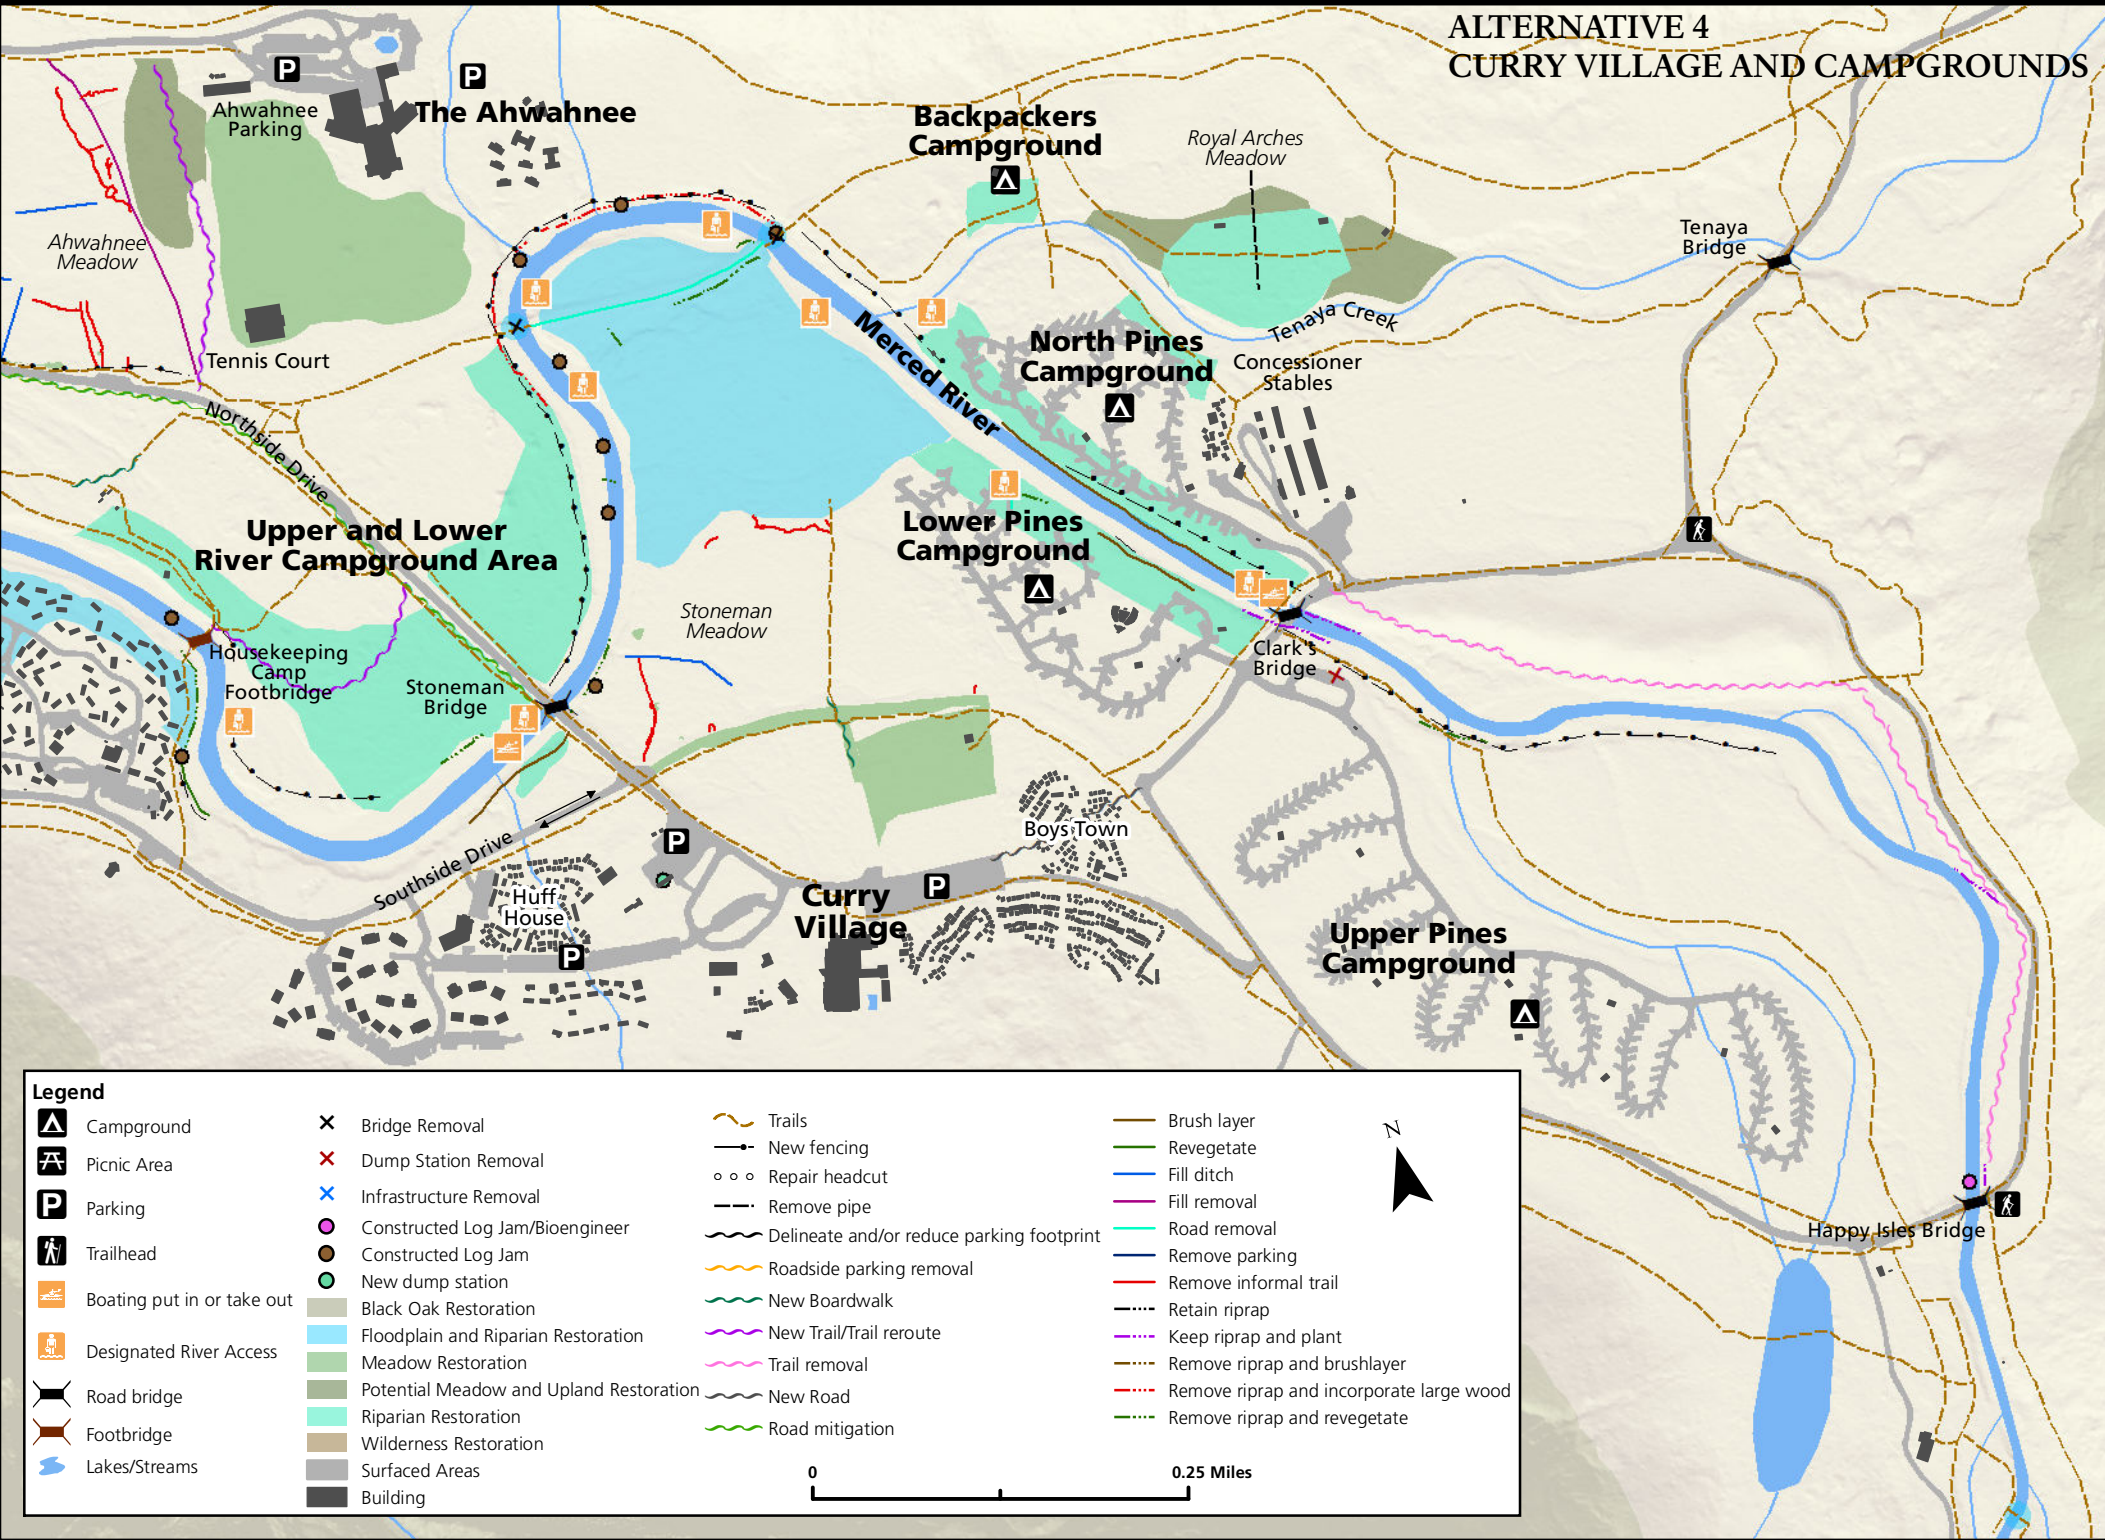 ALTERNATIVE 4
CURRY VILLAGE AND CAMPGROUNDS
P
P
Ahwahnee
Parking
The Ahwahnee
Backpackers
Campground
Royal Arches
Meadow
Tenaya
Bridge
Ahwahnee
Meadow
Tenaya Creek
Merced River
North Pines
Campground
Concessioner
Stables
Tennis Court
Northside Drive
Upper and Lower
River Campground Area
Lower Pines
Campground
Stoneman
Meadow
Housekeeping
Camp
Footbridge
Stoneman
Bridge
Clark's
Bridge
Southside Drive
P
Boys Town
Huff
House
Curry
Village
P
P
Upper Pines
Campground
Happy Isles Bridge
Legend
Campground
Picnic Area
P
Parking
Trailhead
Boating put in or take out
Designated River Access
Road bridge
Footbridge
Lakes/Streams
Bridge Removal
Dump Station Removal
Infrastructure Removal
Constructed Log Jam/Bioengineer
Constructed Log Jam
New dump station
Black Oak Restoration
Floodplain and Riparian Restoration
Meadow Restoration
Potential Meadow and Upland Restoration
Riparian Restoration
Wilderness Restoration
Surfaced Areas
Building
Trails
New fencing
Repair headcut
Remove pipe
Delineate and/or reduce parking footprint
Roadside parking removal
New Boardwalk
New Trail/Trail reroute
Trail removal
New Road
Road mitigation
Brush layer
Revegetate
Fill ditch
Fill removal
Road removal
Remove parking
Remove informal trail
Retain riprap
Keep riprap and plant
Remove riprap and brushlayer
Remove riprap and incorporate large wood
Remove riprap and revegetate
N
0
0.25 Miles